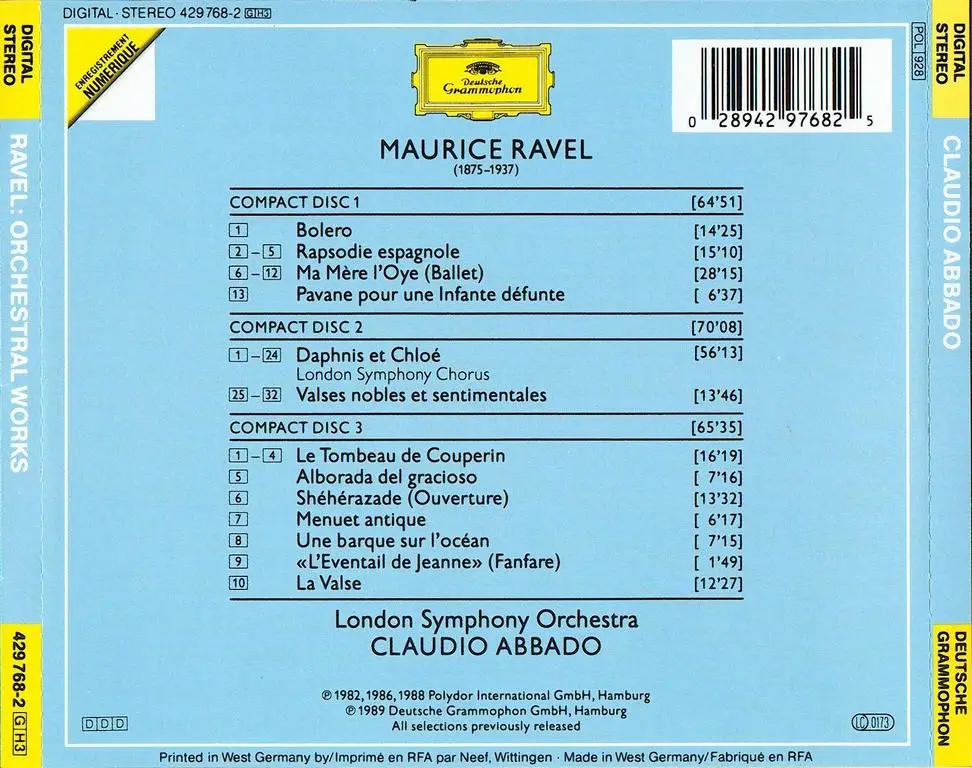 DIGITAL · STEREO 429 768-2 GH3
DIGITAL STEREO
RAVEL: ORCHESTRAL WORKS
429 768-2 GH3
ENREGISTREMENT
NUMERIQUE
Deutsche
Grammophon
0 28942 97682 5
POL 928
MAURICE RAVEL
(1875–1937)
COMPACT DISC 1 [64'51]
1 Bolero [14'25]
2 – 5 Rapsodie espagnole [15'10]
6 – 12 Ma Mère l'Oye (Ballet) [28'15]
13 Pavane pour une Infante défunte [ 6'37]
COMPACT DISC 2 [70'08]
1 – 24 Daphnis et Chloé [56'13]
London Symphony Chorus
25 – 32 Valses nobles et sentimentales [13'46]
COMPACT DISC 3 [65'35]
1 – 4 Le Tombeau de Couperin [16'19]
5 Alborada del gracioso [ 7'16]
6 Shéhérazade (Ouverture) [13'32]
7 Menuet antique [ 6'17]
8 Une barque sur l'océan [ 7'15]
9 «L'Eventail de Jeanne» (Fanfare) [ 1'49]
10 La Valse [12'27]
London Symphony Orchestra
CLAUDIO ABBADO
℗ 1982, 1986, 1988 Polydor International GmbH, Hamburg
℗ 1989 Deutsche Grammophon GmbH, Hamburg
All selections previously released
DDD
LC 0173
Printed in West Germany by/Imprimé en RFA par Neef, Wittingen · Made in West Germany/Fabriqué en RFA
DIGITAL STEREO
CLAUDIO ABBADO
DEUTSCHE GRAMMOPHON